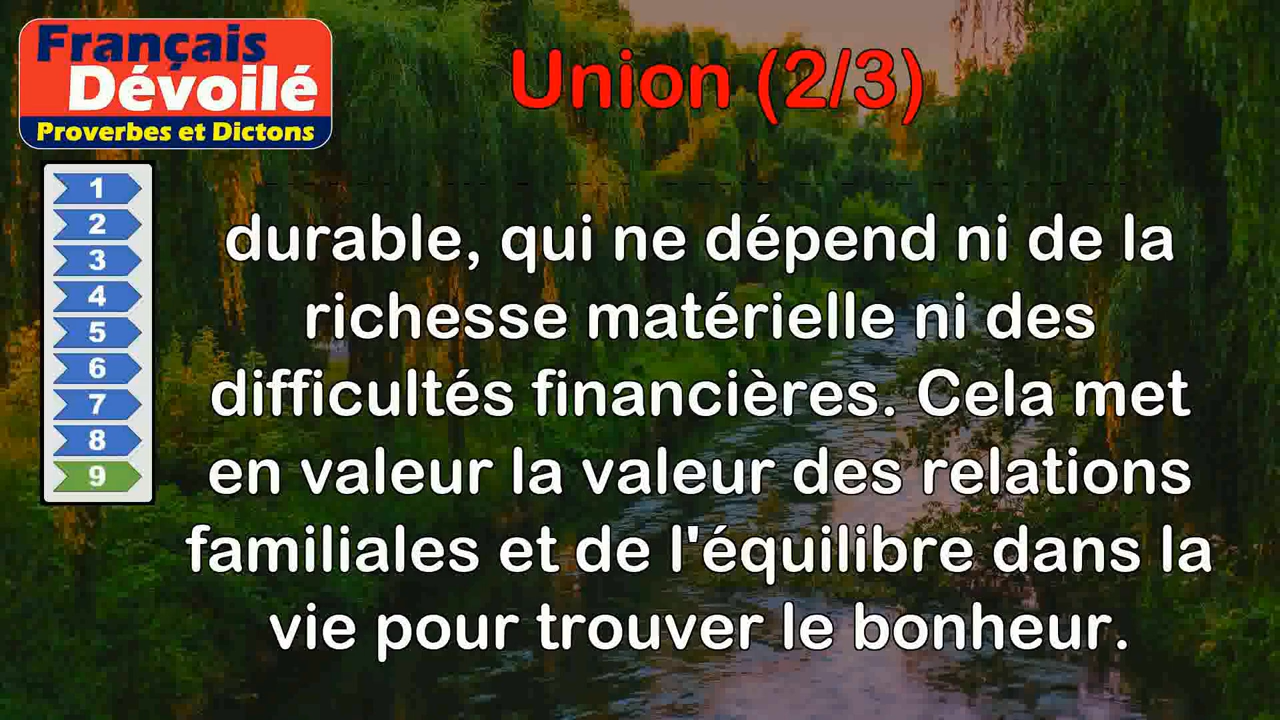 Français
Dévoilé
Proverbes et Dictons
Union (2/3)
1
2
3
4
5
6
7
8
9
durable, qui ne dépend ni de la
richesse matérielle ni des
difficultés financières. Cela met
en valeur la valeur des relations
familiales et de l'équilibre dans la
vie pour trouver le bonheur.